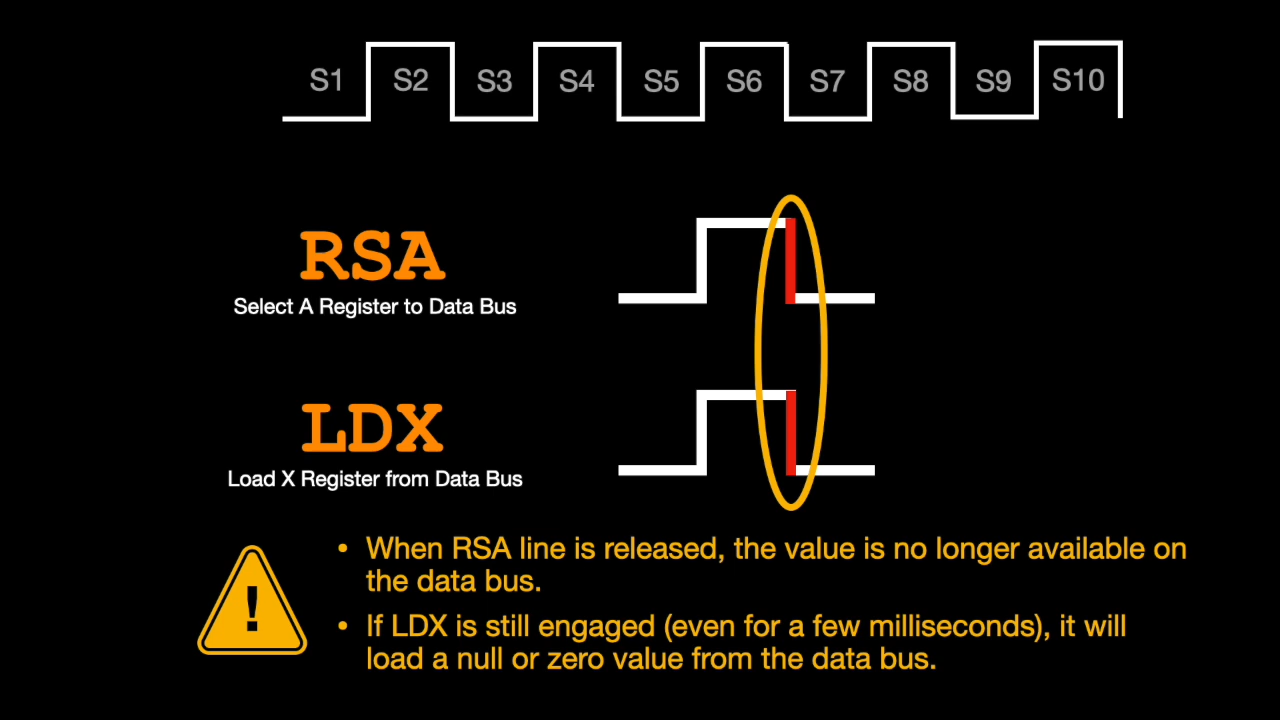 S1 S2 S3 S4 S5 S6 S7 S8 S9 S10
RSA
Select A Register to Data Bus
LDX
Load X Register from Data Bus
!
• When RSA line is released, the value is no longer available on
the data bus.
• If LDX is still engaged (even for a few milliseconds), it will
load a null or zero value from the data bus.